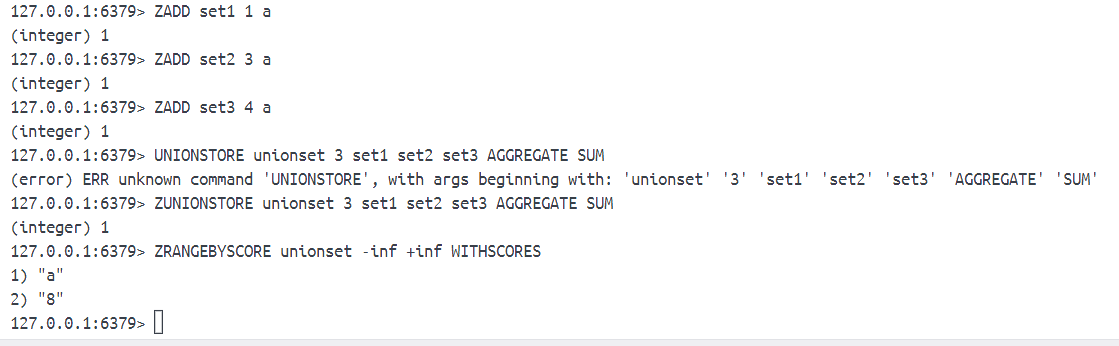 127.0.0.1:6379> ZADD set1 1 a
(integer) 1
127.0.0.1:6379> ZADD set2 3 a
(integer) 1
127.0.0.1:6379> ZADD set3 4 a
(integer) 1
127.0.0.1:6379> UNIONSTORE unionset 3 set1 set2 set3 AGGREGATE SUM
(error) ERR unknown command 'UNIONSTORE', with args beginning with: 'unionset' '3' 'set1' 'set2' 'set3' 'AGGREGATE' 'SUM'
127.0.0.1:6379> ZUNIONSTORE unionset 3 set1 set2 set3 AGGREGATE SUM
(integer) 1
127.0.0.1:6379> ZRANGEBYSCORE unionset -inf +inf WITHSCORES
1) "a"
2) "8"
127.0.0.1:6379>